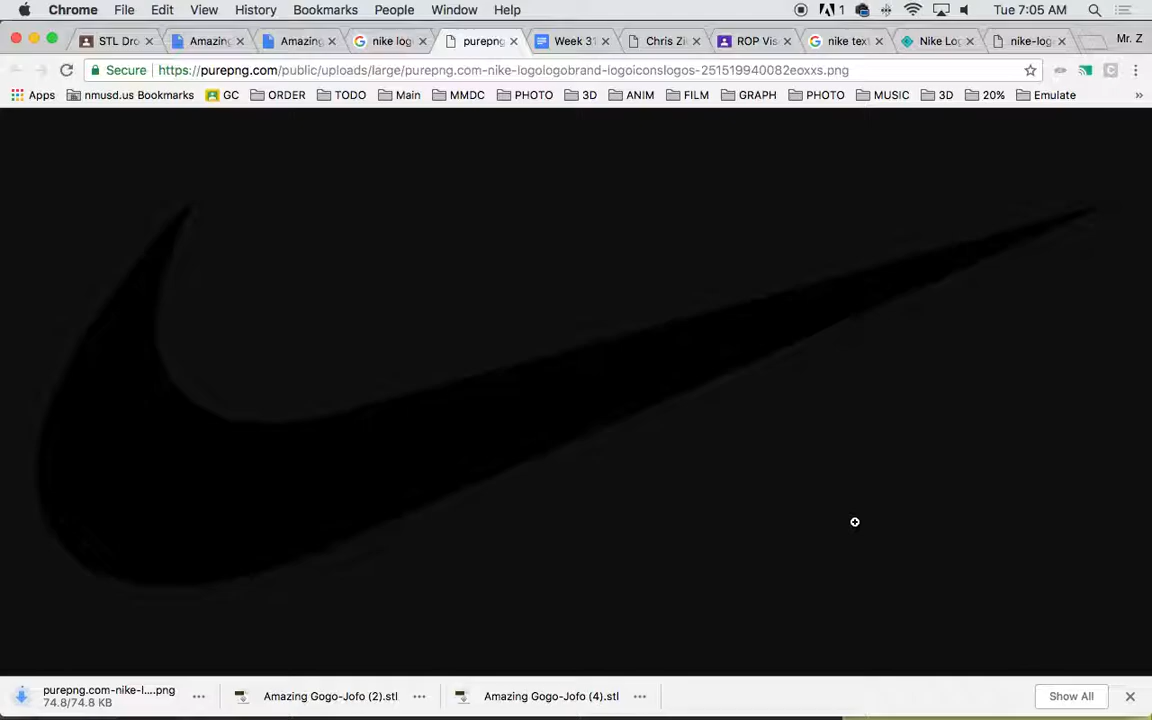 Chrome File Edit View History Bookmarks People Window Help 1 Tue 7:05 AM
STL Dro Amazing Amazing nike log purepng Week 31 Chris Zi ROP Vis nike tex Nike Lo nike-log Mr. Z
Secure https://purepng.com/public/uploads/large/purepng.com-nike-logologobrand-logoiconslogos-251519940082eoxxs.png
Apps nmusd.us Bookmarks GC ORDER TODO Main MMDC PHOTO 3D ANIM FILM GRAPH PHOTO MUSIC 3D 20% Emulate »
purepng.com-nike-l....png
74.8/74.8 KB
Amazing Gogo-Jofo (2).stl
Amazing Gogo-Jofo (4).stl
Show All